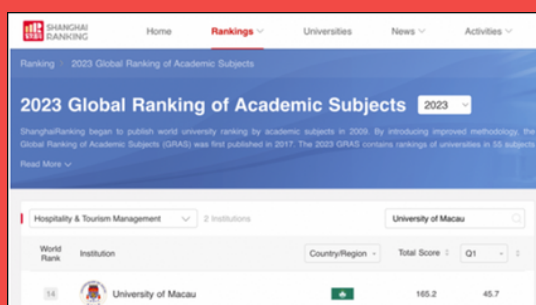 SHANGHAI
RANKING
Home
Rankings
Universities
News
Activities
Ranking > 2023 Global Ranking of Academic Subjects
2023 Global Ranking of Academic Subjects 2023
ShanghaiRanking began to publish world university ranking by academic subjects in 2009. By introducing improved methodology, the
Global Ranking of Academic Subjects (GRAS) was first published in 2017. The 2023 GRAS contains rankings of universities in 55 subjects
Read More
Hospitality & Tourism Management 2 Institutions University of Macau
World
Rank
Institution Country/Region Total Score Q1
14 University of Macau 165.2 45.7